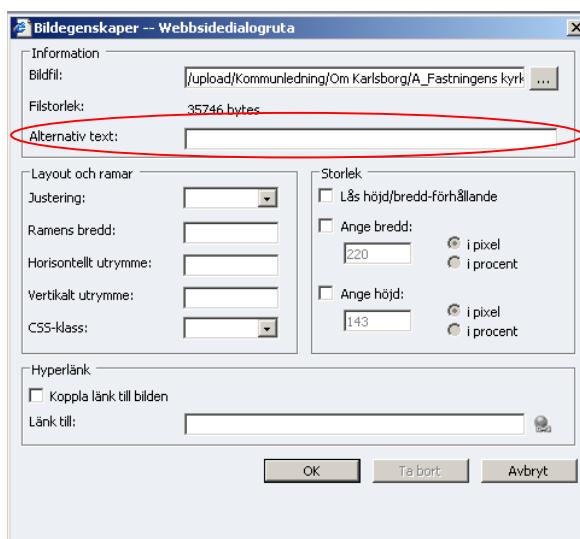 Bildegenskaper -- Webbsidedialogruta
Information
Bildfil: /upload/Kommunledning/Om Karlsborg/A_Fastningens kyrk ...
Filstorlek: 35746 bytes
Alternativ text:
Layout och ramar
Justering:
Ramens bredd:
Horisontellt utrymme:
Vertikalt utrymme:
CSS-klass:
Storlek
Lås höjd/bredd-förhållande
Ange bredd:
220
i pixel
i procent
Ange höjd:
143
i pixel
i procent
Hyperlänk
Koppla länk till bilden
Länk till:
OK Ta bort Avbryt